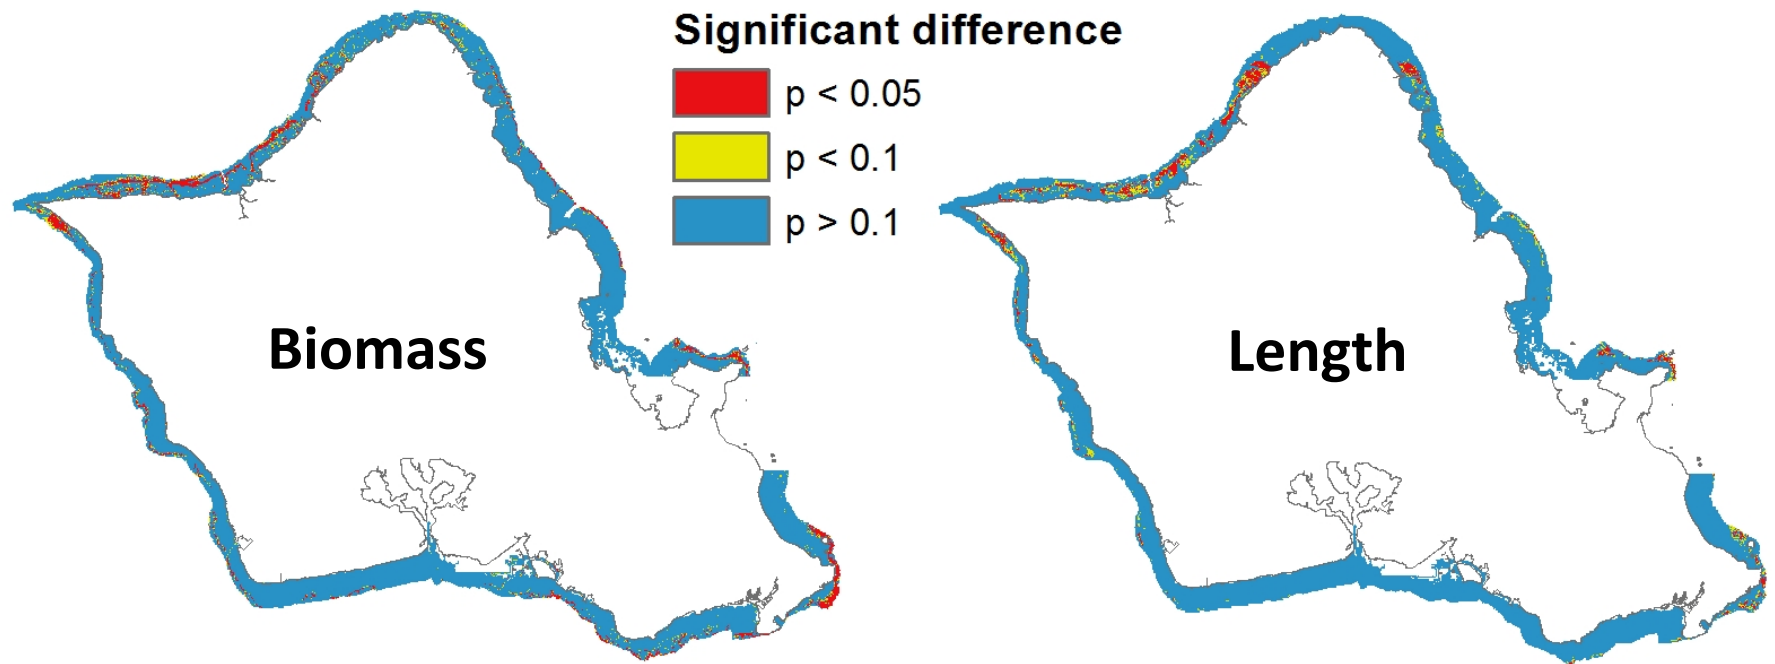 Significant difference
p < 0.05
p < 0.1
p > 0.1
Biomass
Length